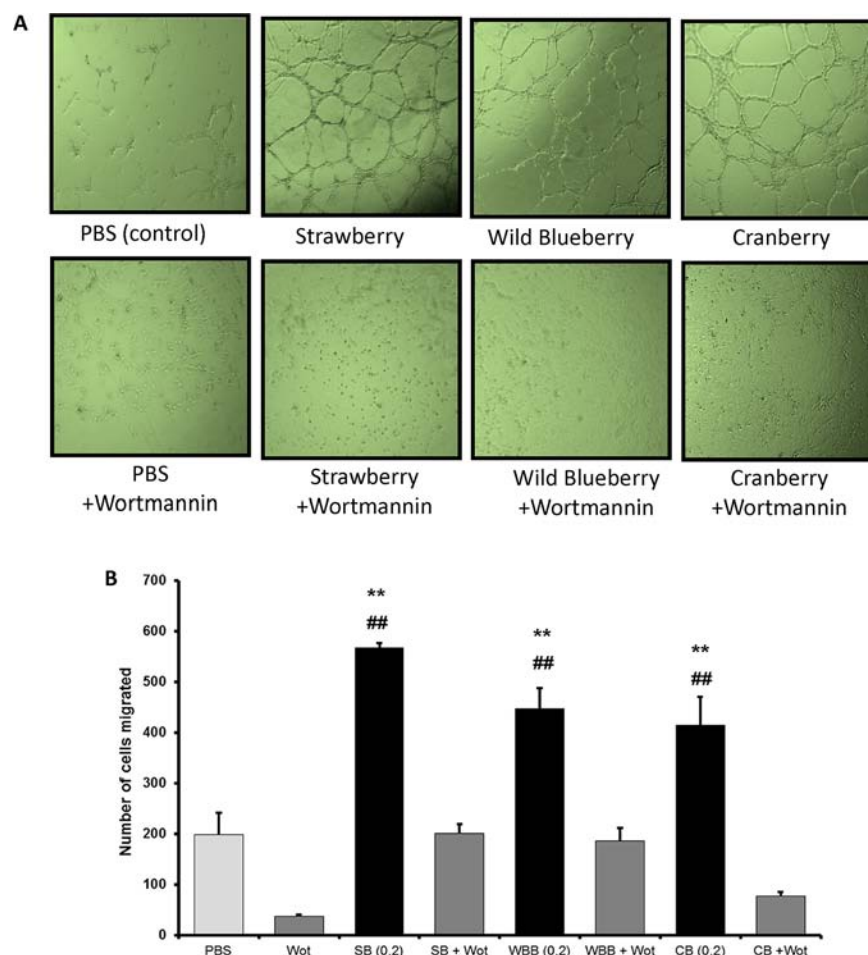 A
PBS (control) Strawberry Wild Blueberry Cranberry
PBS +Wortmannin Strawberry +Wortmannin Wild Blueberry +Wortmannin Cranberry +Wortmannin
B
700
**
##
600
**
##
**
##
500
400
300
200
100
0
Number of cells migrated
PBS Wot SB (0.2) SB + Wot WBB (0.2) WBB + Wot CB (0.2) CB +Wot